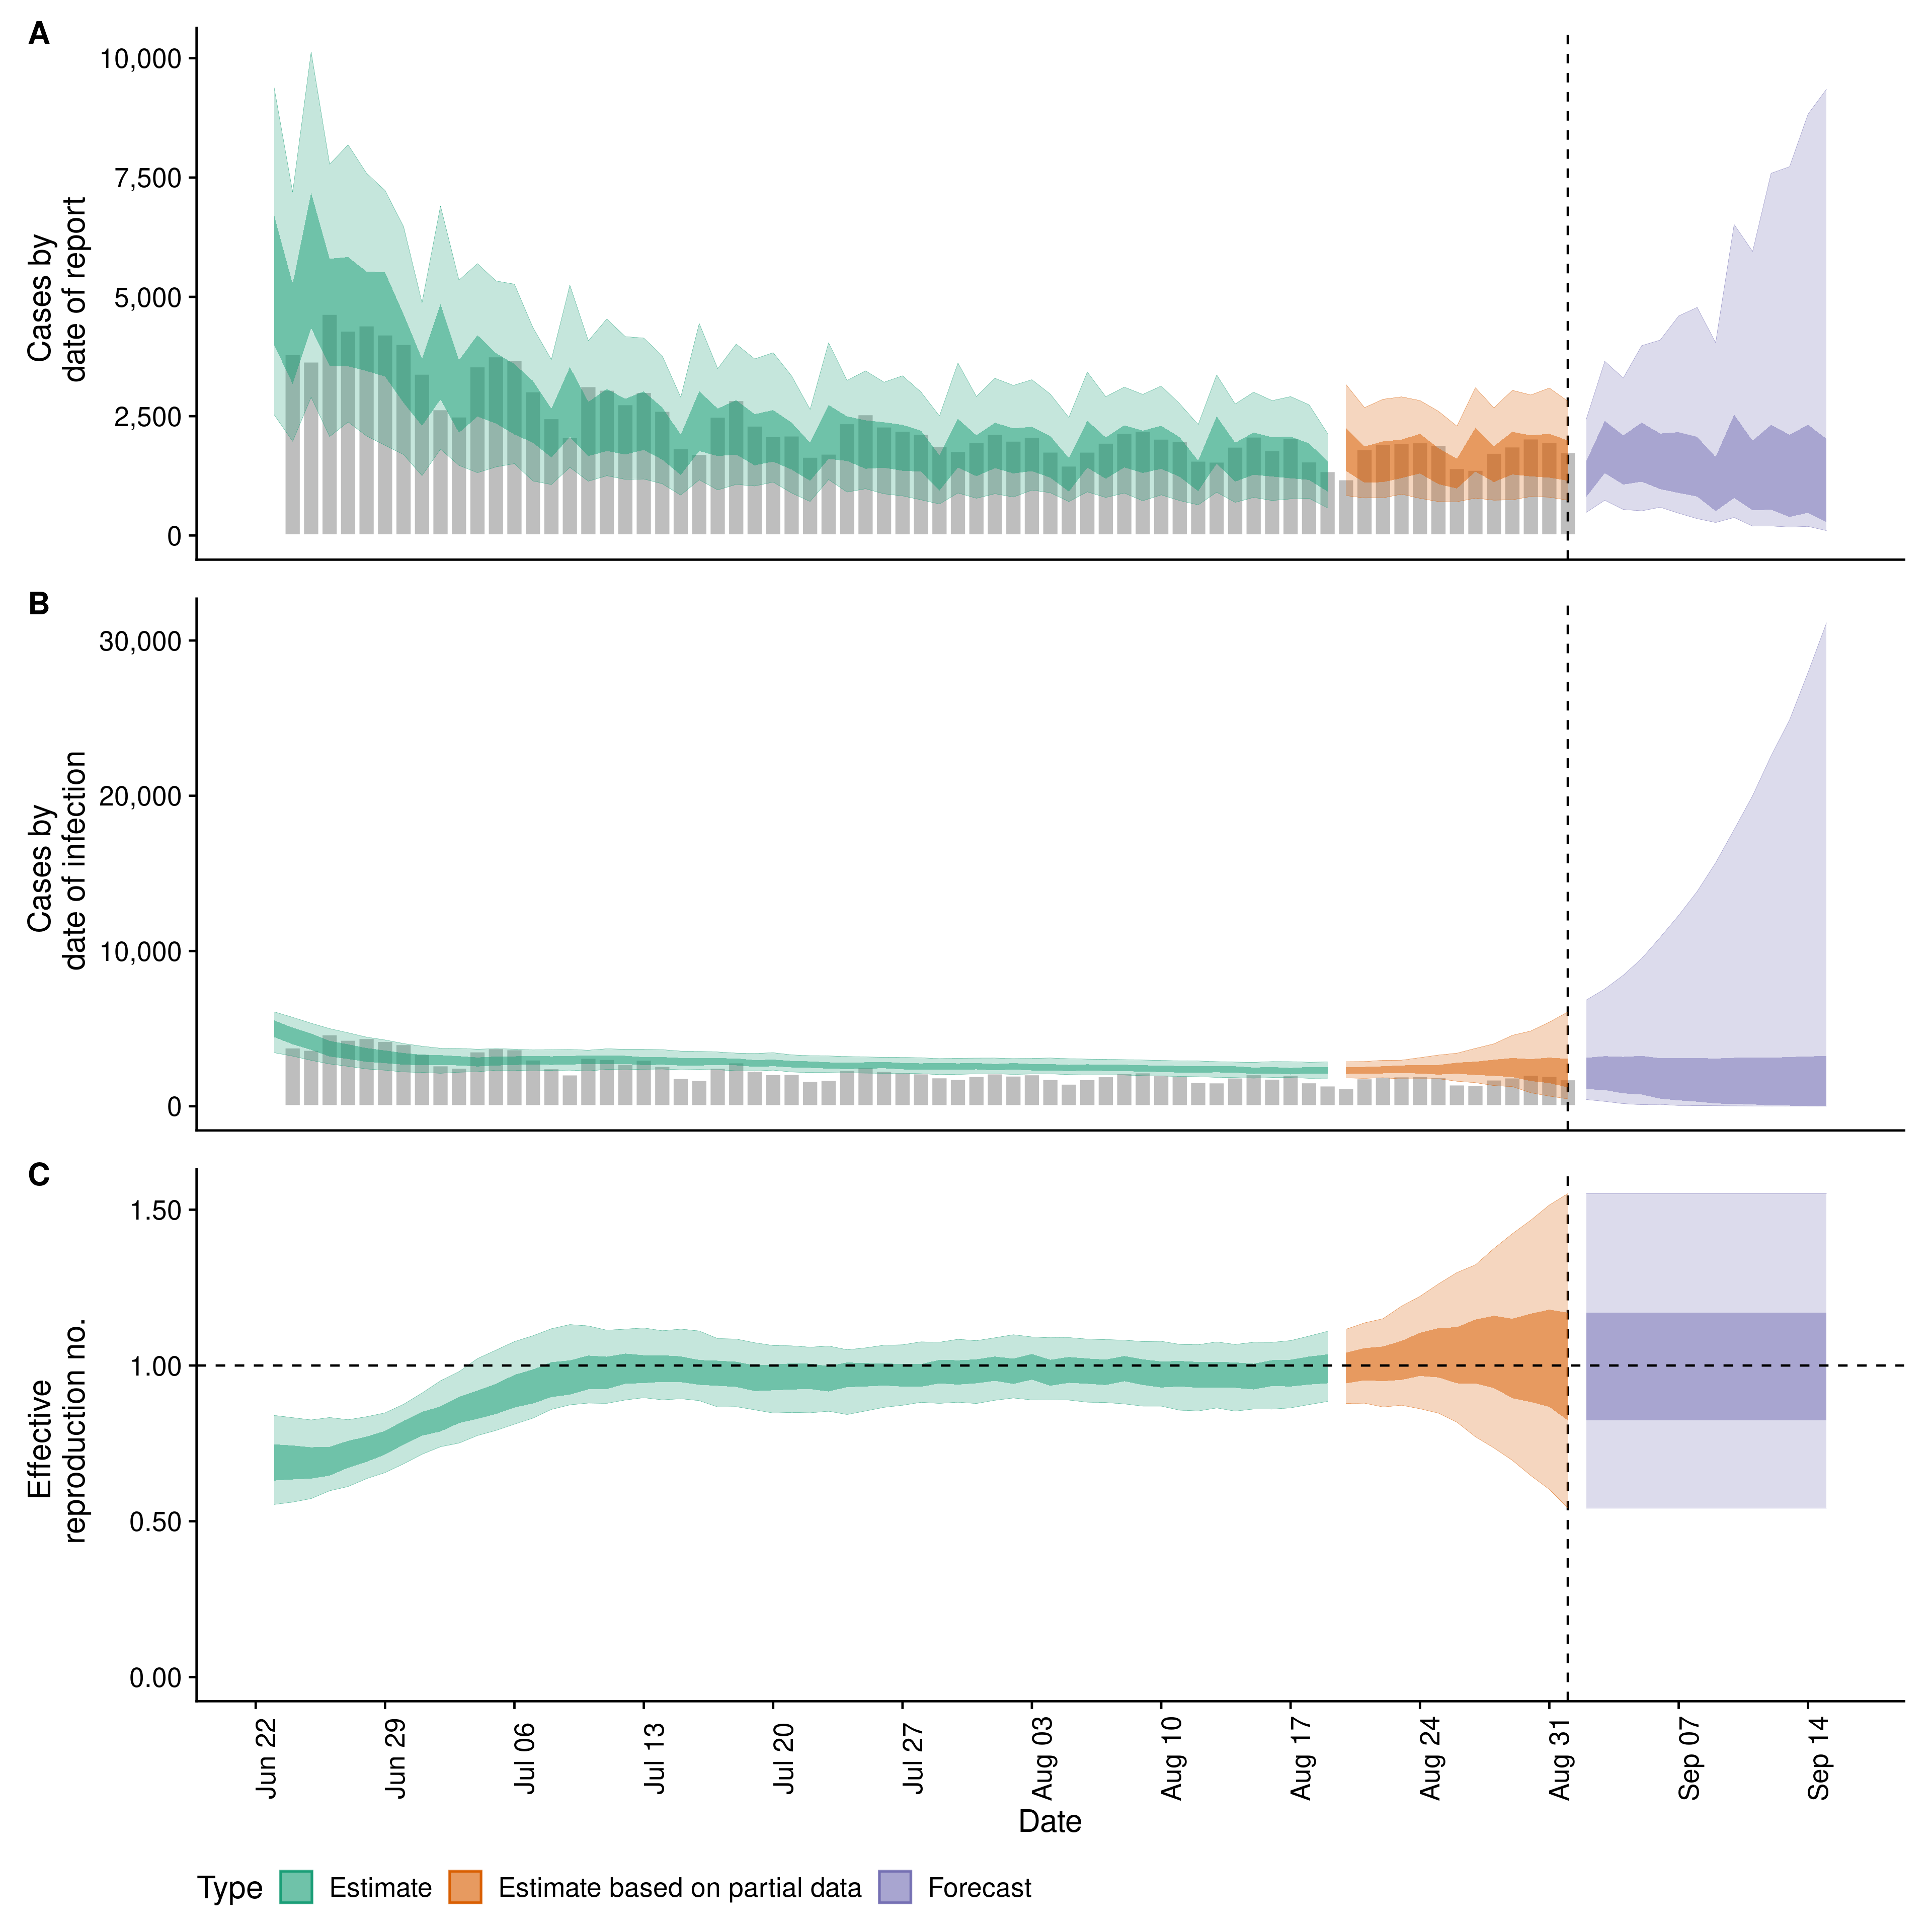 A
10,000
7,500
5,000
2,500
0
Cases by
date of report
B
30,000
20,000
10,000
0
Cases by
date of infection
C
1.50
1.00
0.50
0.00
Effective
reproduction no.
Jun 22
Jun 29
Jul 06
Jul 13
Jul 20
Jul 27
Aug 03
Aug 10
Aug 17
Aug 24
Aug 31
Sep 07
Sep 14
Date
Type Estimate Estimate based on partial data Forecast